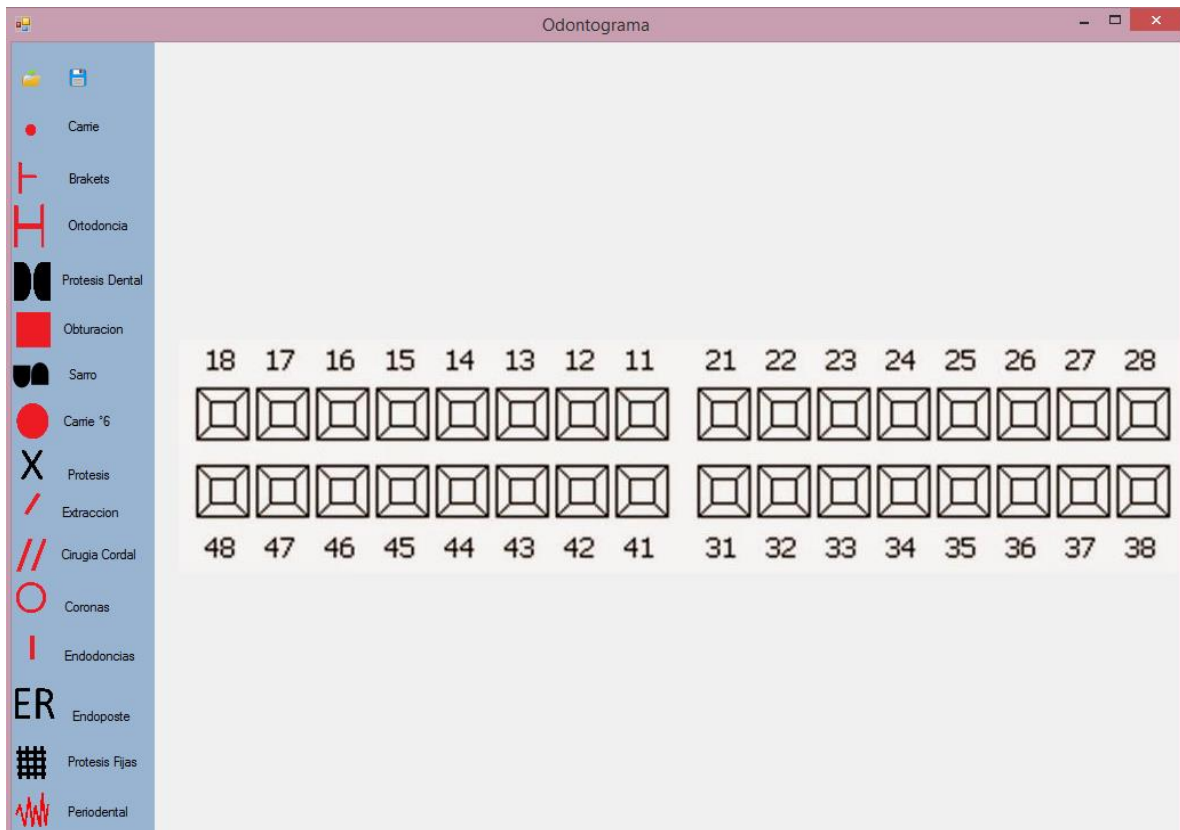 Odontograma
Carrie
Brakets
Ortodoncia
Protesis Dental
Obturacion
Sarro
Carrie °6
X
Protesis
Extraccion
Cirugia Cordal
Coronas
Endodoncias
ER
Endoposte
Protesis Fijas
Periodental
18 17 16 15 14 13 12 11 21 22 23 24 25 26 27 28
48 47 46 45 44 43 42 41 31 32 33 34 35 36 37 38